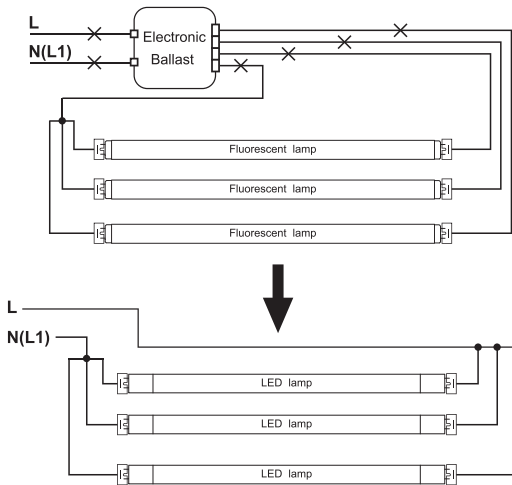 L
N(L1)
Electronic
Ballast
Fluorescent lamp
Fluorescent lamp
Fluorescent lamp
L
N(L1)
LED lamp
LED lamp
LED lamp